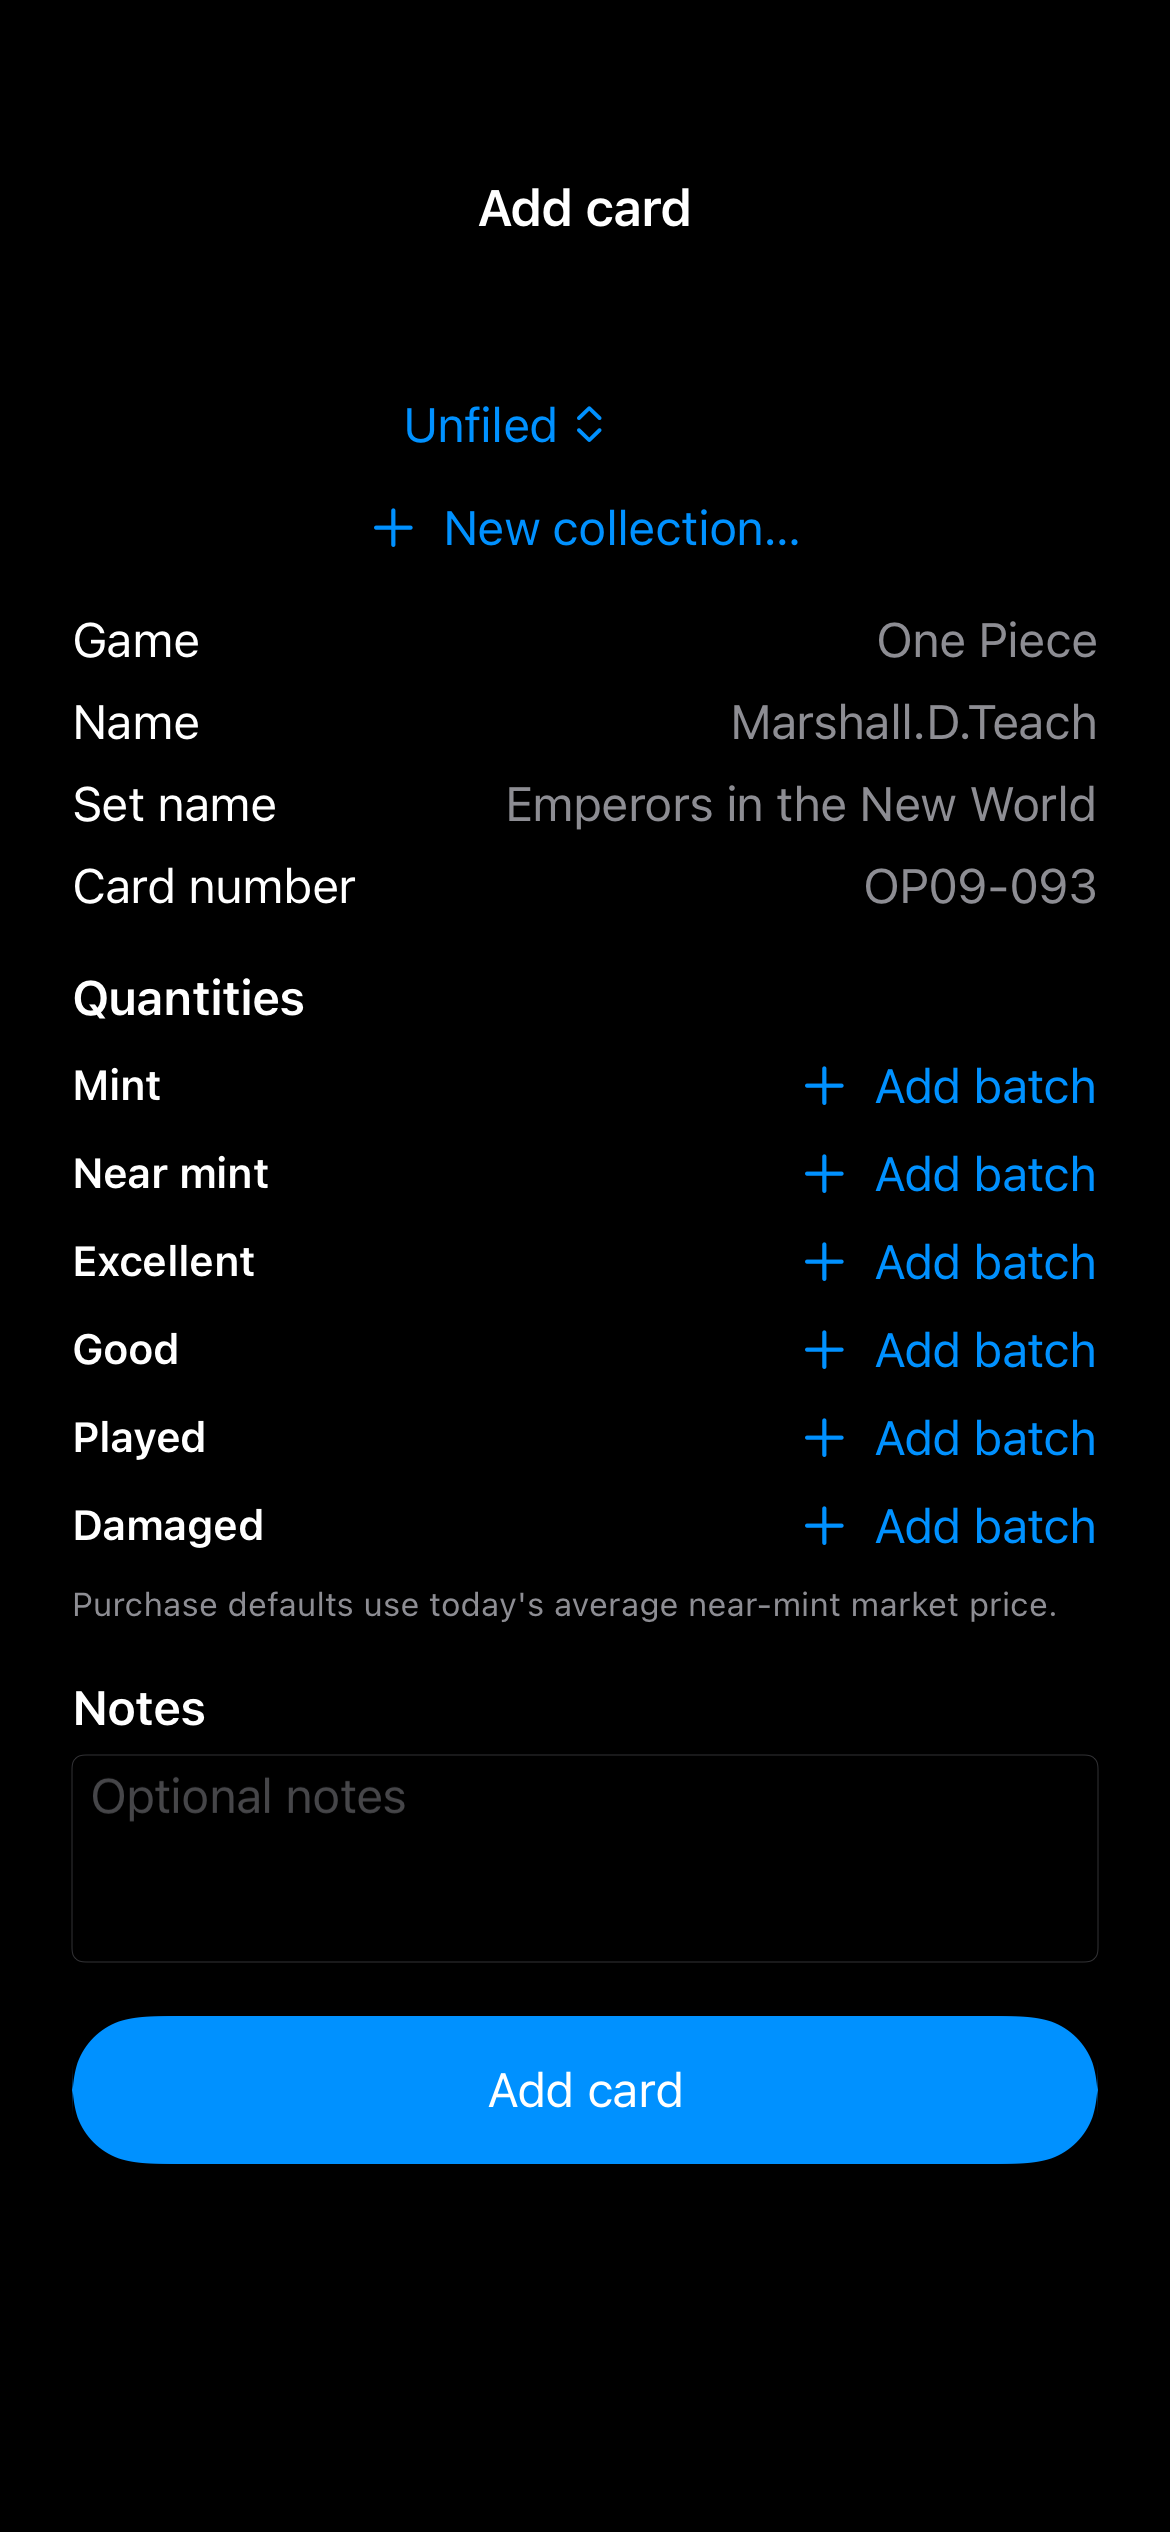 Add card
Unfiled
New collection...
Game One Piece
Name Marshall.D.Teach
Set name Emperors in the New World
Card number OP09-093
Quantities
Mint + Add batch
Near mint + Add batch
Excellent + Add batch
Good + Add batch
Played + Add batch
Damaged + Add batch
Purchase defaults use today's average near-mint market price.
Notes
Optional notes
Add card